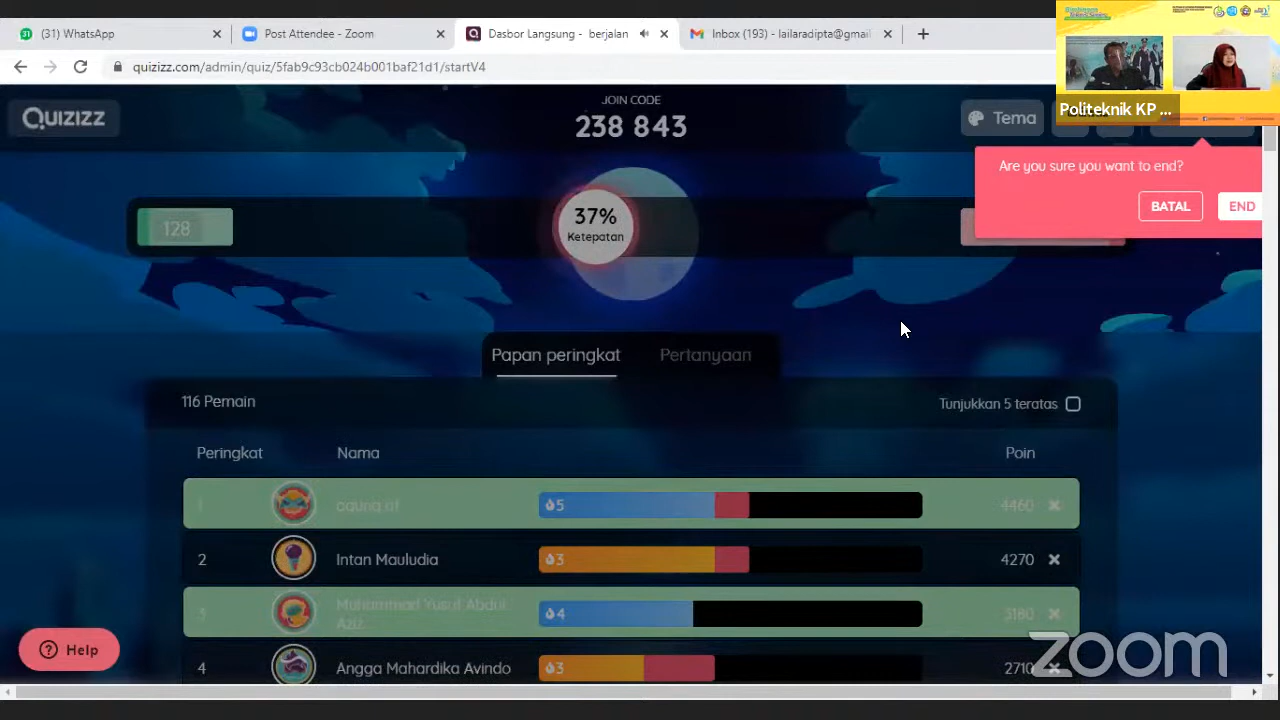 (31) WhatsApp
Post Attendee - Zoom
Dasbor Langsung - berjalan
Inbox (193) - lailaradipta@gmail
quizizz.com/admin/quiz/5fab9c93cb024b001baf21d1/startV4
Quizizz
JOIN CODE
238 843
Tema
Politeknik KP ...
Are you sure you want to end?
BATAL
END
128
37%
Ketepatan
Papan peringkat
Pertanyaan
116 Pemain
Tunjukkan 5 teratas
Peringkat
Nama
Poin
1
5
4460
2
Intan Mauludia
3
4270
3
Muhammad Yusuf Abdul
Aziz...
4
3180
4
Angga Mahardika Avindo
3
2710
Help
zoom